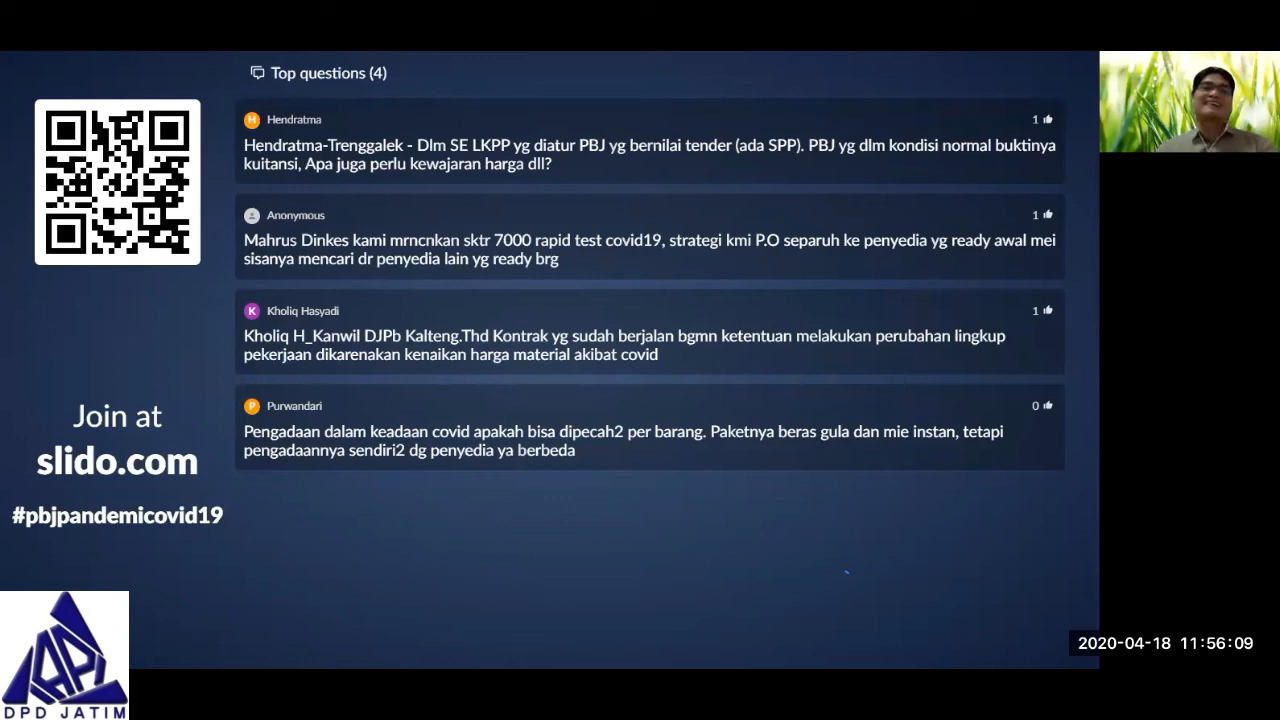 Top questions (4)
Hendratma
1
Hendratma-Trenggalek - Dlm SE LKPP yg diatur PBJ yg bernilai tender (ada SPP). PBJ yg dlm kondisi normal buktinya
kuitansi, Apa juga perlu kewajaran harga dll?
Anonymous
1
Mahrus Dinkes kami mrncnkan sktr 7000 rapid test covid19, strategi kmi P.O separuh ke penyedia yg ready awal mei
sisanya mencari dr penyedia lain yg ready brg
K
Kholiq Hasyadi
1
Kholiq H_Kanwil DJPb Kalteng.Thd Kontrak yg sudah berjalan bgmn ketentuan melakukan perubahan lingkup
pekerjaan dikarenakan kenaikan harga material akibat covid
P
Purwandari
0
Pengadaan dalam keadaan covid apakah bisa dipecah2 per barang. Paketnya beras gula dan mie instan, tetapi
pengadaannya sendiri2 dg penyedia ya berbeda
Join at
slido.com
#pbjpandemicovid19
2020-04-18 11:56:09
DPD JATIM